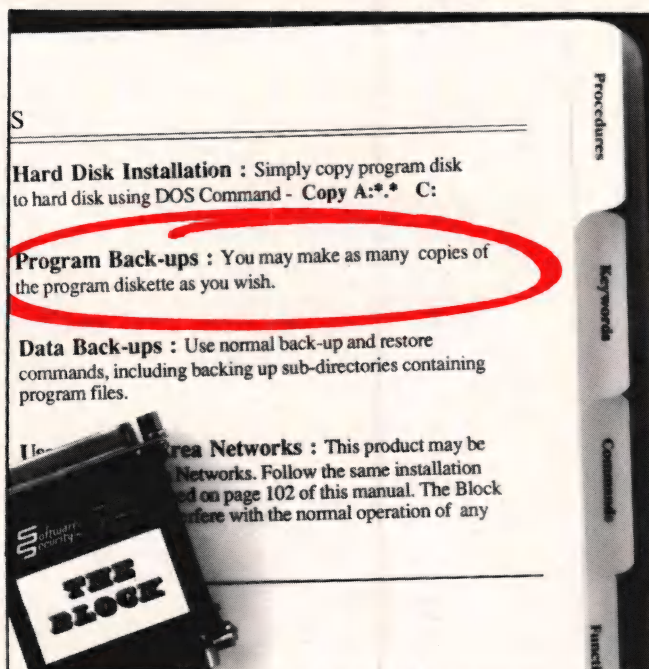 S
Hard Disk Installation : Simply copy program disk
to hard disk using DOS Command - Copy A:*.* C:
Program Back-ups : You may make as many copies of
the program diskette as you wish.
Data Back-ups : Use normal back-up and restore
commands, including backing up sub-directories containing
program files.
rea Networks : This product may be
Networks. Follow the same installation
ed on page 102 of this manual. The Block
rfere with the normal operation of any
Software
Security
THE
BLOCK
Procedures
Keywords
Commands
Functi